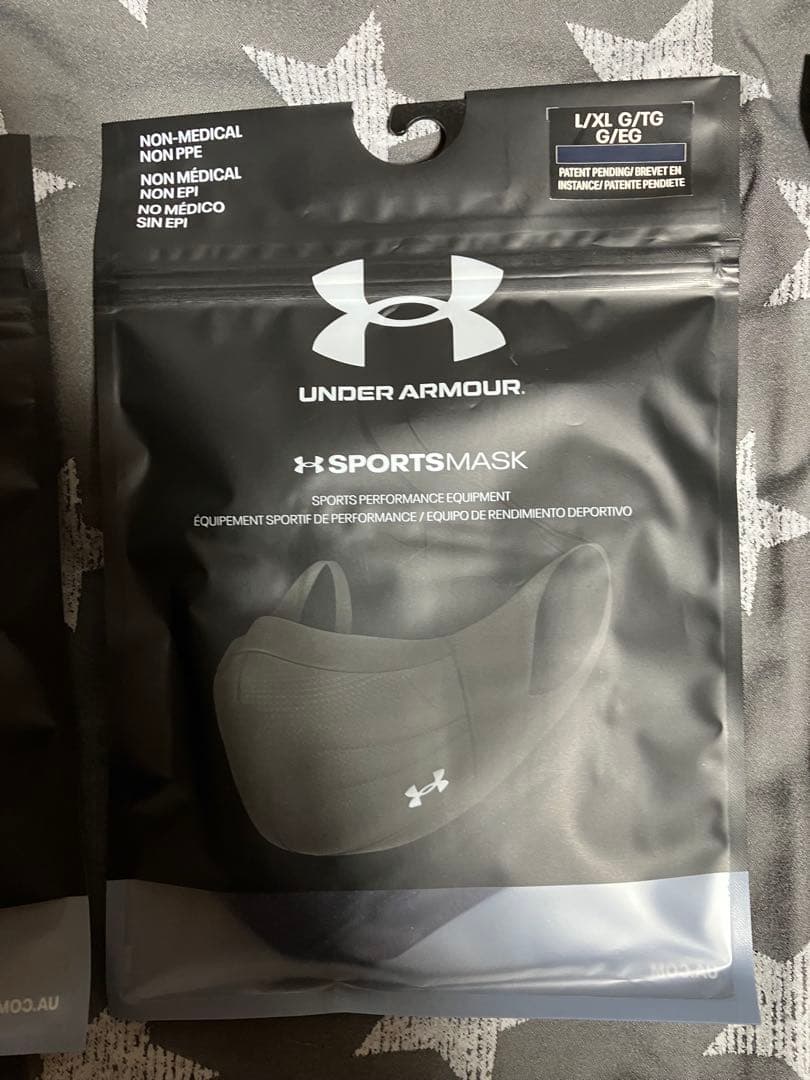 NON-MEDICAL
NON PPE
NON MÉDICAL
NON EPI
NO MÉDICO
SIN EPI
L/XL G/TG
G/EG
PATENT PENDING/ BREVET EN
INSTANCE/ PATENTE PENDIETE
UNDER ARMOUR.
SPORTSMASK
SPORTS PERFORMANCE EQUIPMENT
ÉQUIPEMENT SPORTIF DE PERFORMANCE / EQUIPO DE RENDIMIENTO DEPORTIVO
UA.COM
UA.COM